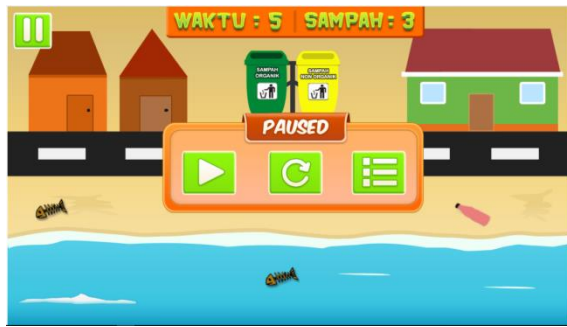 WAKTU : 5 SAMPAH : 3
SAMPAH
ORGANIK
SAMPAH
NON-ORGANIK
PAUSED